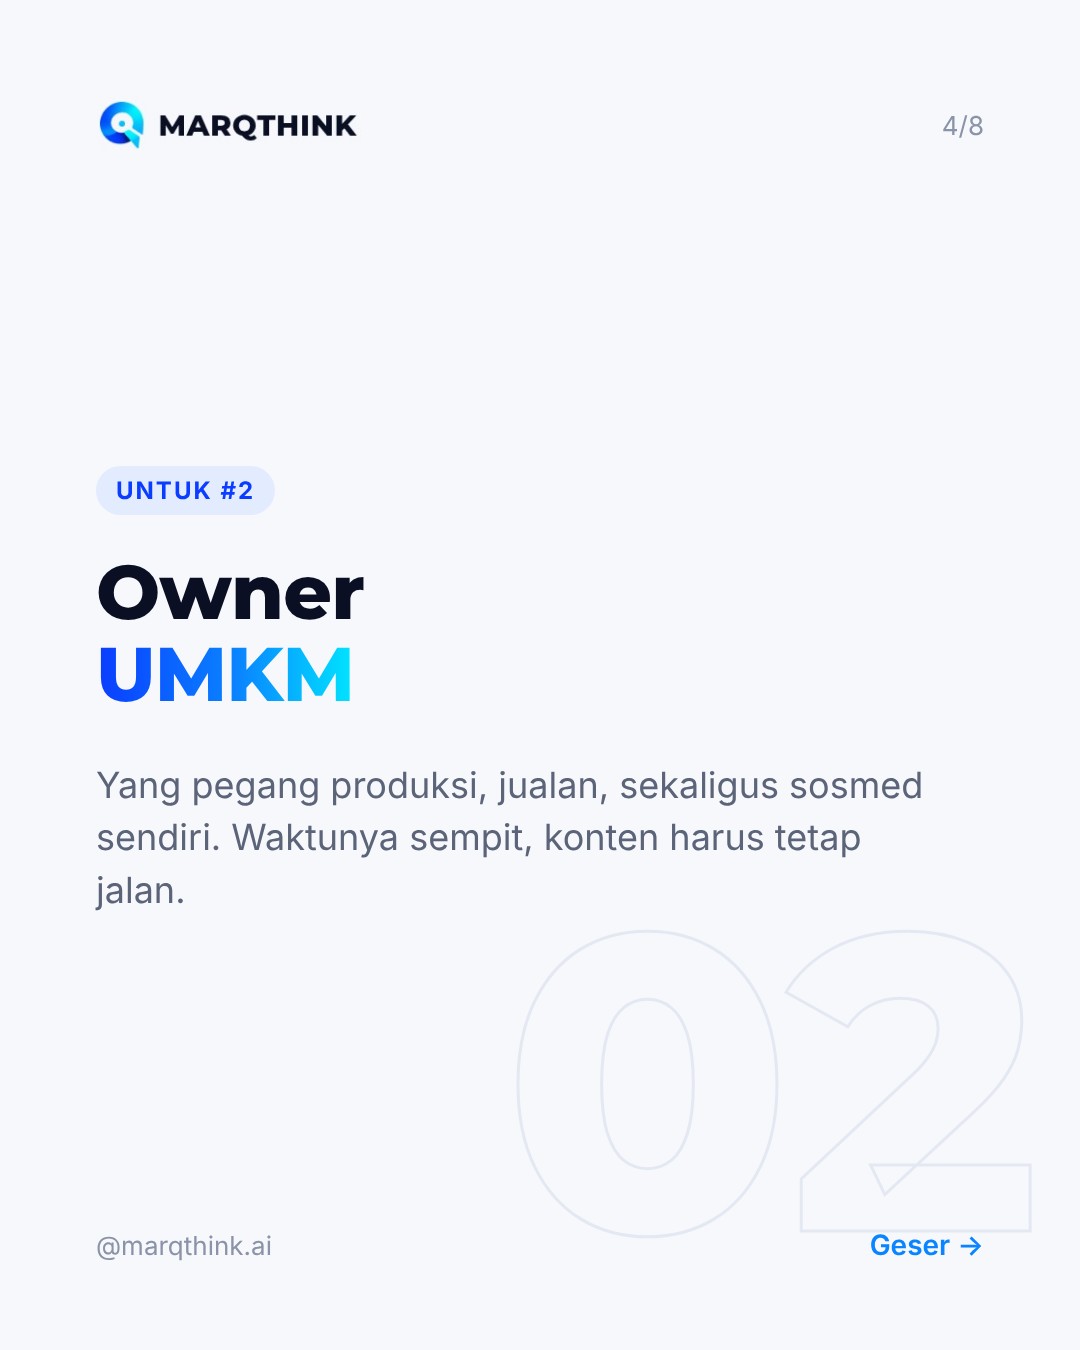 MARQTHINK
4/8
UNTUK #2
Owner
UMKM
Yang pegang produksi, jualan, sekaligus sosmed
sendiri. Waktunya sempit, konten harus tetap
jalan.
02
@marqthink.ai
Geser →